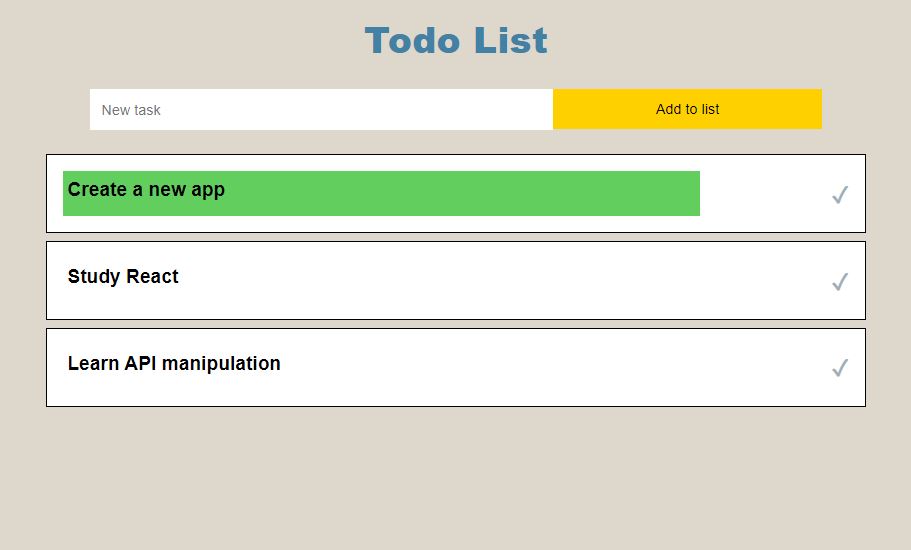 Todo List
New task
Add to list
Create a new app
✓
Study React
✓
Learn API manipulation
✓